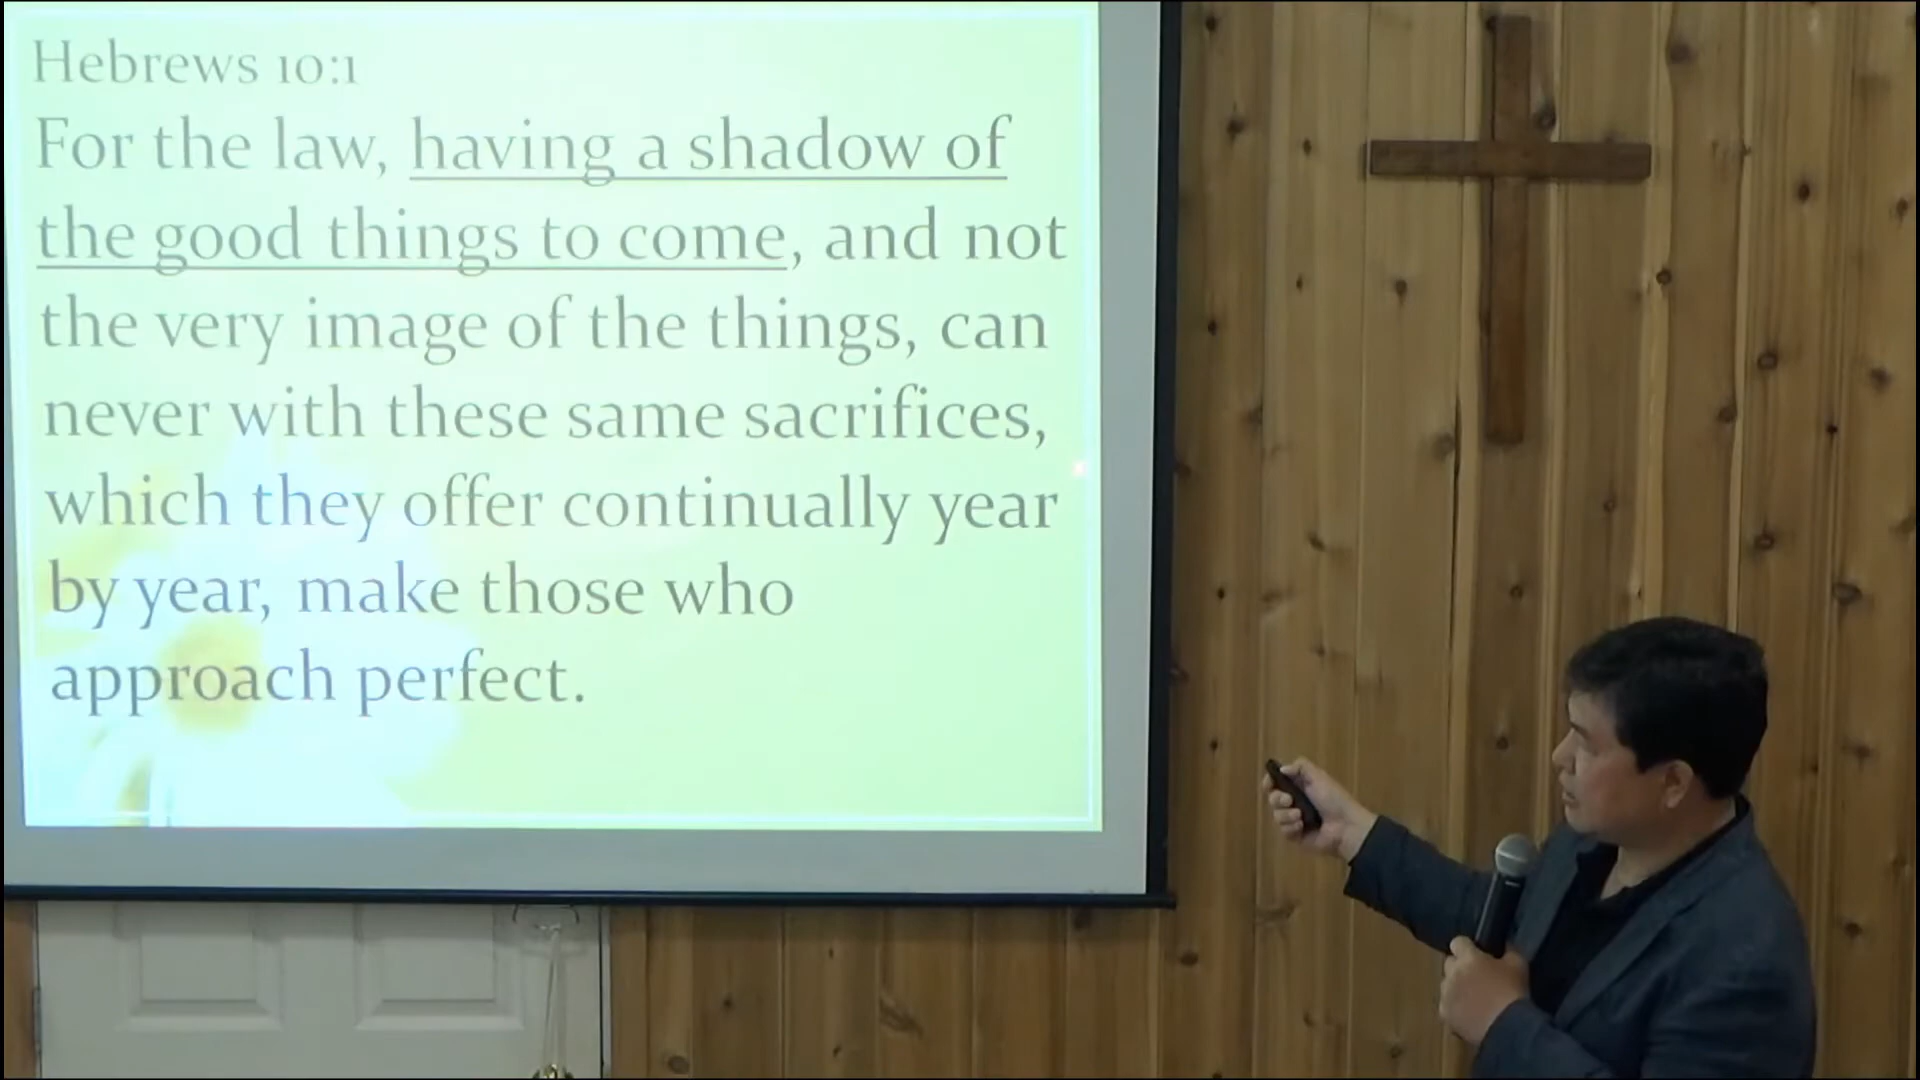 Hebrews 10:1
For the law, having a shadow of
the good things to come, and not
the very image of the things, can
never with these same sacrifices,
which they offer continually year
by year, make those who
approach perfect.